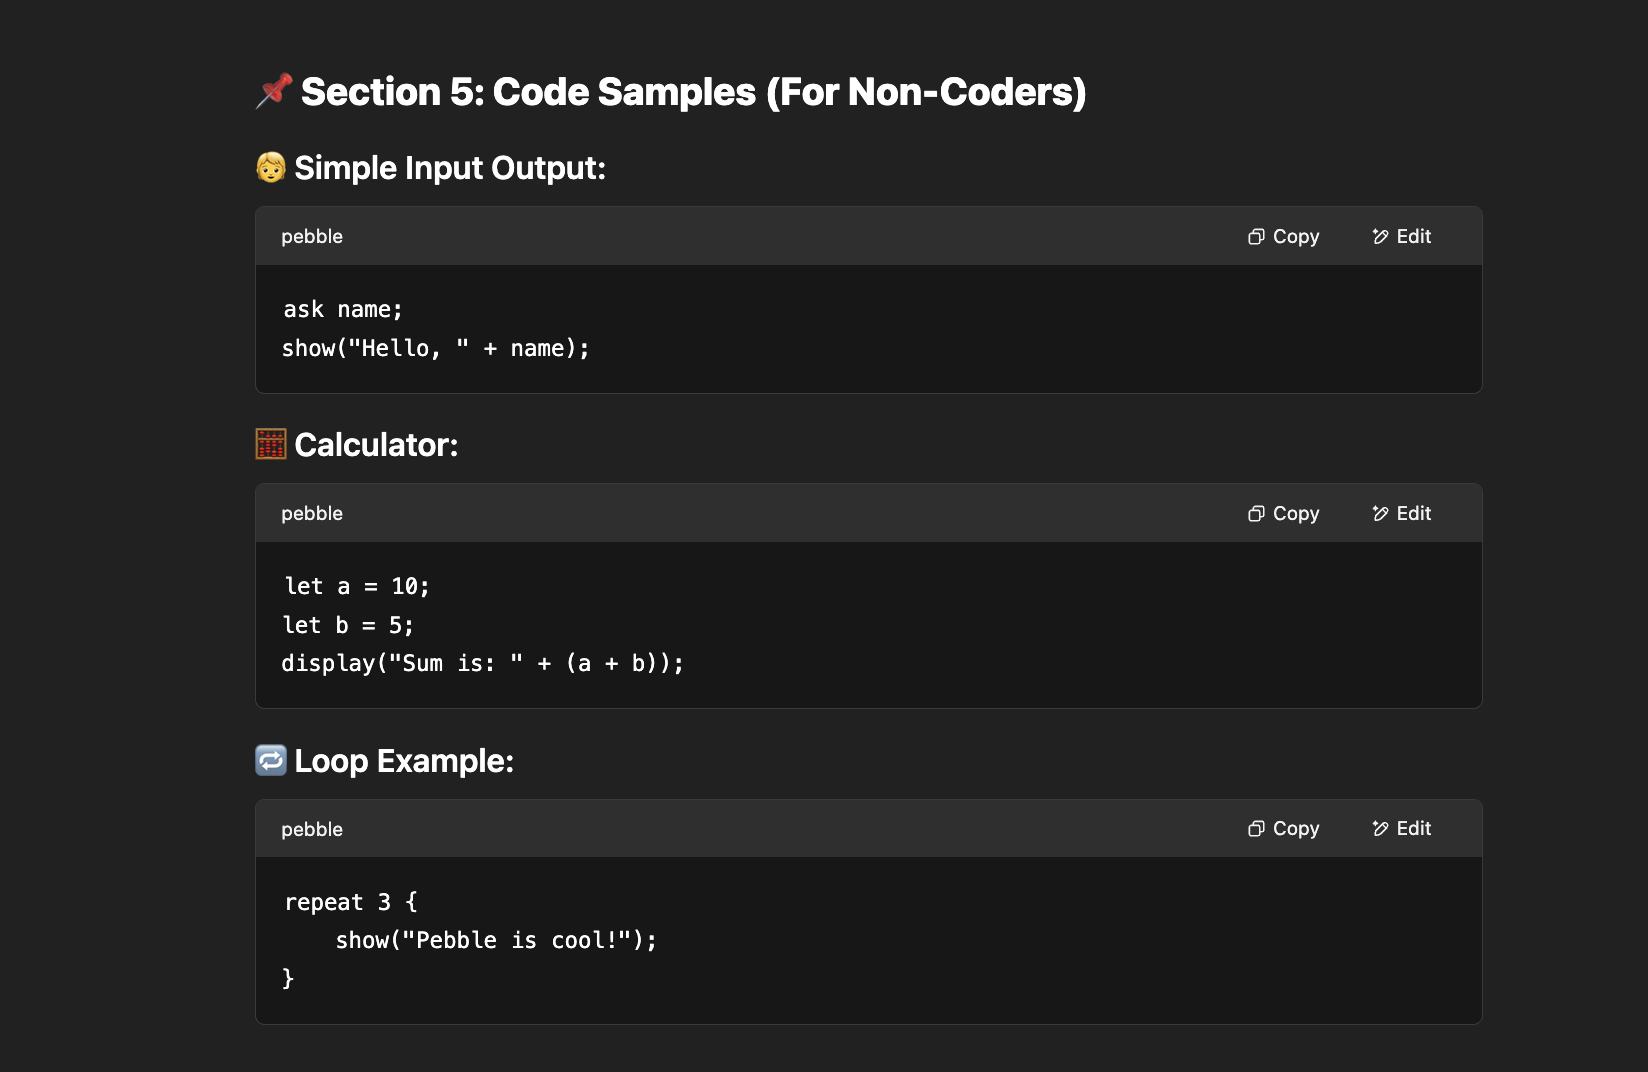 📌 Section 5: Code Samples (For Non-Coders)
🧒 Simple Input Output:
pebble Copy Edit
ask name;
show("Hello, " + name);
🧮 Calculator:
pebble Copy Edit
let a = 10;
let b = 5;
display("Sum is: " + (a + b));
🔁 Loop Example:
pebble Copy Edit
repeat 3 {
    show("Pebble is cool!");
}